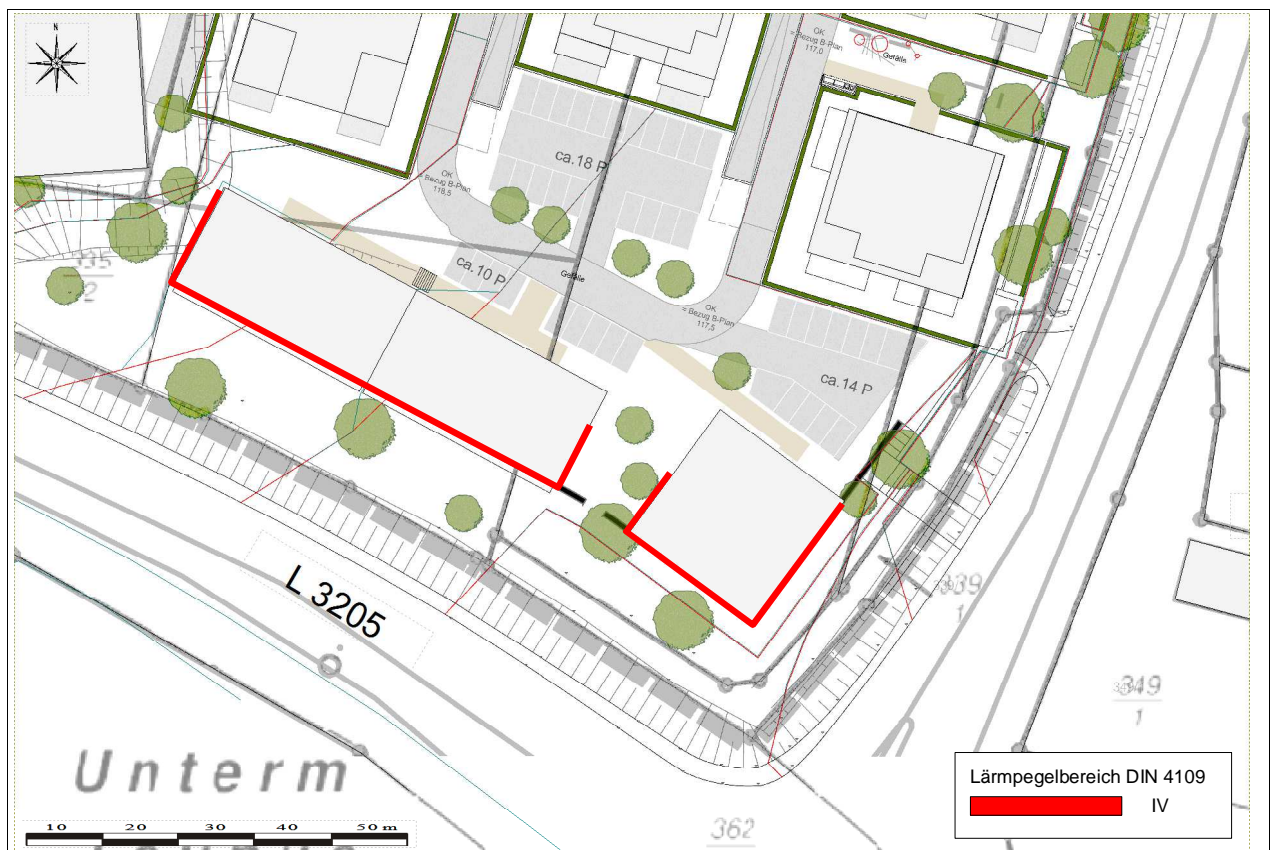 N
OK
= Bezug B-Plan
117,0
Gefälle
ca.18 P
OK
= Bezug B-Plan
118,5
ca.10 P
Gefälle
OK
= Bezug B-Plan
117,5
ca.14 P
2
L 3205
339
1
349
1
Unterm
362
Lärmpegelbereich DIN 4109
IV
10 20 30 40 50 m